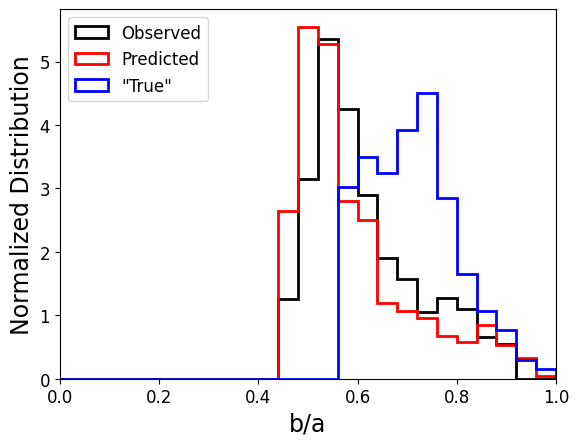 Observed
Predicted
"True"
Normalized Distribution
5
4
3
2
1
0
0.0 0.2 0.4 0.6 0.8 1.0
b/a